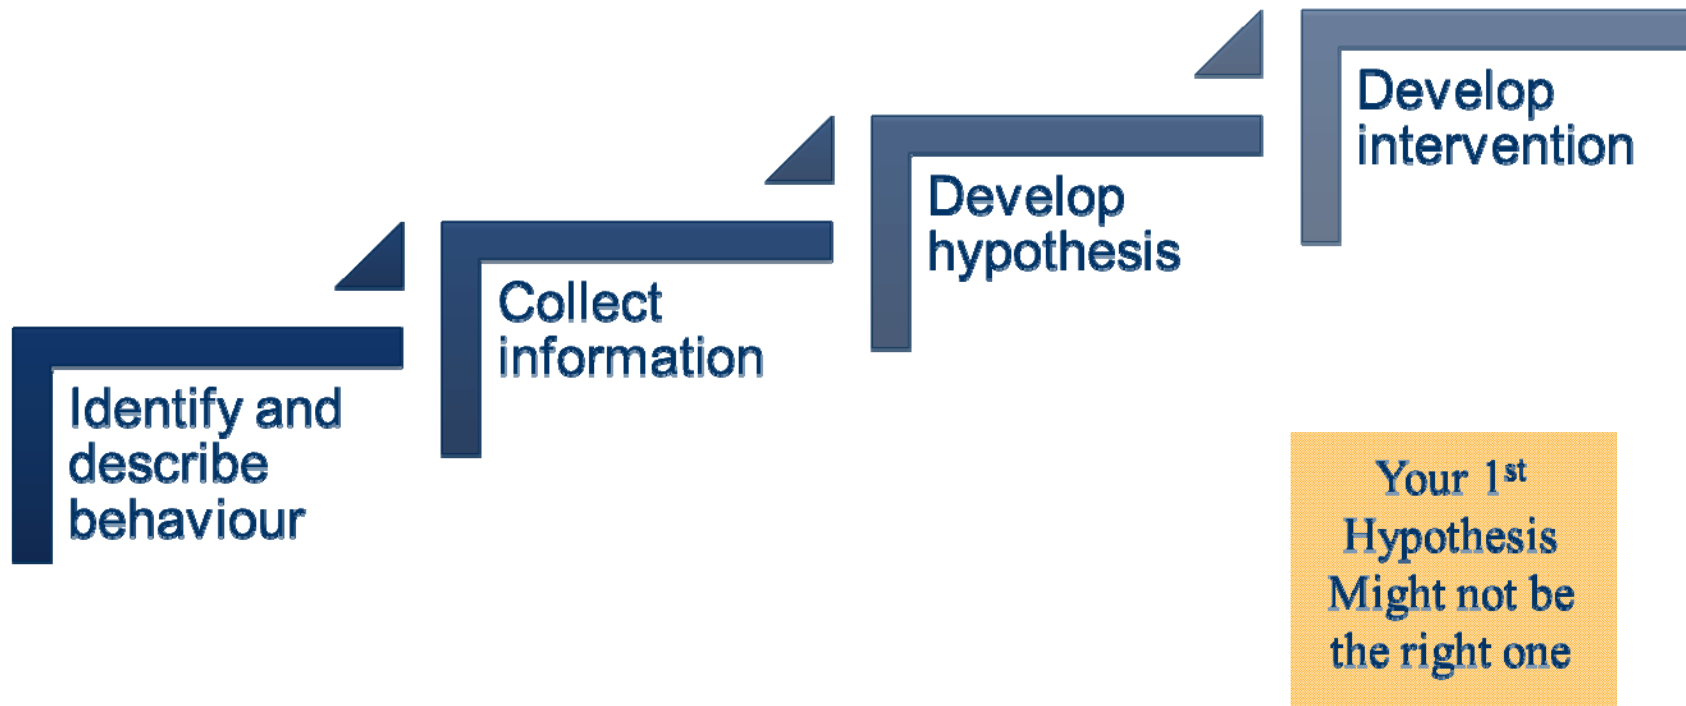 Identify and
describe
behaviour
Collect
information
Develop
hypothesis
Develop
intervention
Your 1st
Hypothesis
Might not be
the right one